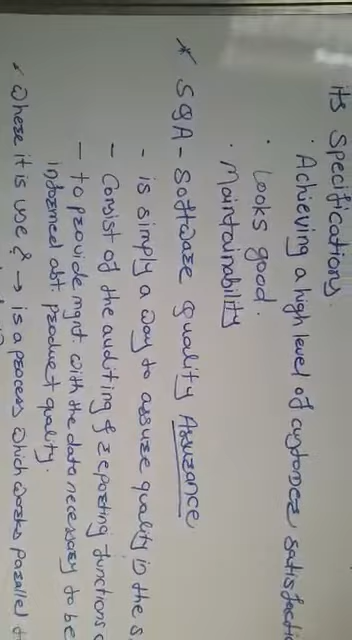 its specifications.
· Achieving a high level of customer satisfacti
· Looks good.
· Maintainability
* SQA - Software Quality Assurance
- is simply a way to assure quality in the s
- Consist of the auditing & reporting functions
- to provide mgnt. with the data necessary to be
informed abt. product quality.
* Where it is use? → is a process which works parallel t